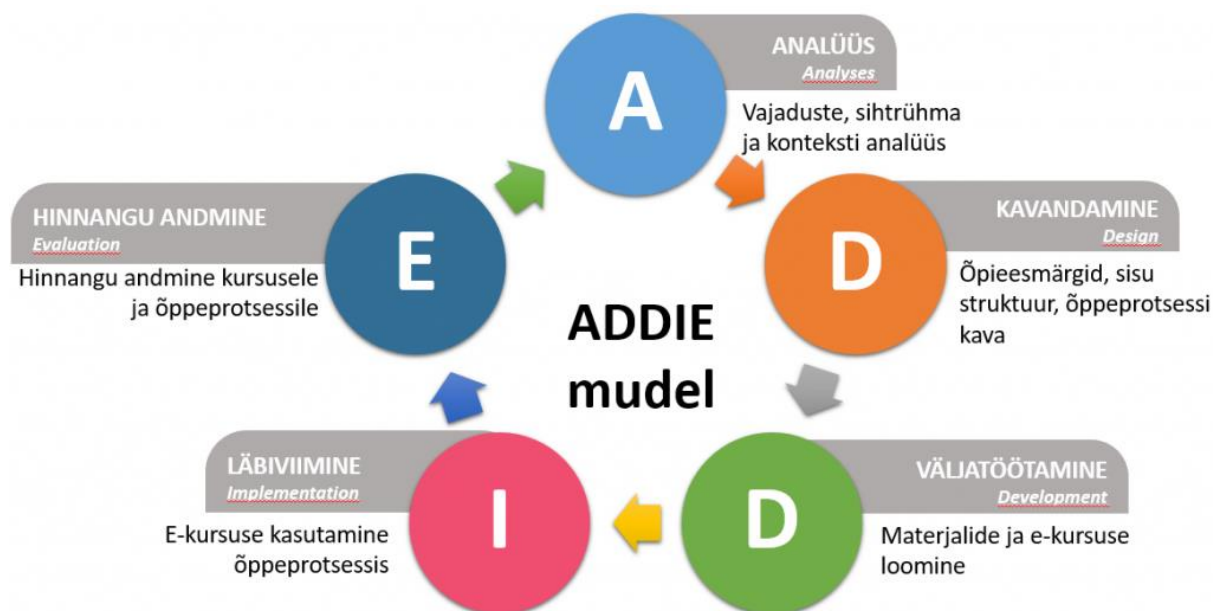 A
ANALÜÜS
Analyses
Vajaduste, sihtrühma
ja konteksti analüüs
D
KAVANDAMINE
Design
Õpieesmärgid, sisu
struktuur, õppeprotsessi
kava
D
VÄLJATÖÖTAMINE
Development
Materjalide ja e-kursuse
loomine
I
LÄBIVIIMINE
Implementation
E-kursuse kasutamine
õppeprotsessis
E
HINNANGU ANDMINE
Evaluation
Hinnangu andmine kursusele
ja õppeprotsessile
ADDIE
mudel